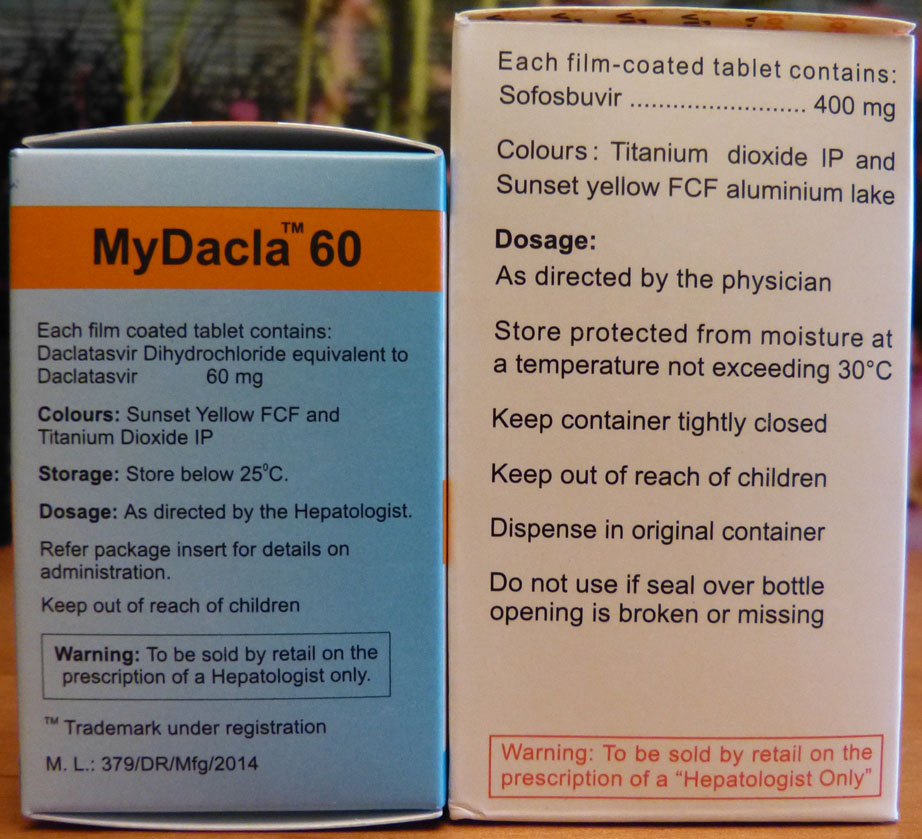 MyDacla™ 60
Each film coated tablet contains:
Daclatasvir Dihydrochloride equivalent to
Daclatasvir 60 mg
Colours: Sunset Yellow FCF and
Titanium Dioxide IP
Storage: Store below 25°C.
Dosage: As directed by the Hepatologist.
Refer package insert for details on
administration.
Keep out of reach of children
Warning: To be sold by retail on the
prescription of a Hepatologist only.
™ Trademark under registration
M. L.: 379/DR/Mfg/2014
Each film-coated tablet contains:
Sofosbuvir ......................... 400 mg
Colours : Titanium dioxide IP and
Sunset yellow FCF aluminium lake
Dosage:
As directed by the physician
Store protected from moisture at
a temperature not exceeding 30°C
Keep container tightly closed
Keep out of reach of children
Dispense in original container
Do not use if seal over bottle
opening is broken or missing
Warning: To be sold by retail on the
prescription of a “Hepatologist Only”